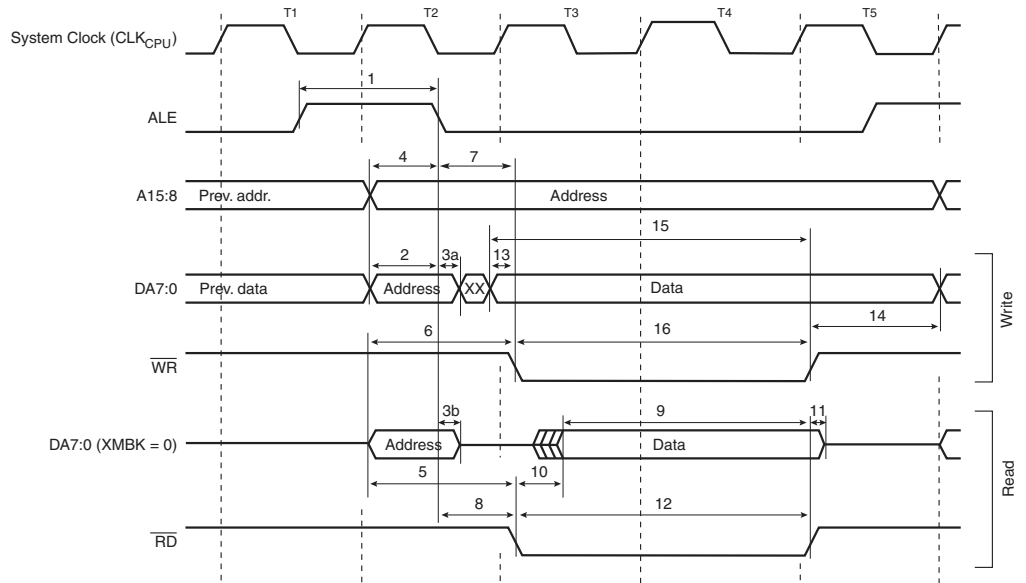 T1 T2 T3 T4 T5
System Clock (CLKCPU)
1
ALE
4 7
A15:8 Prev. addr. Address
15
2 3a 13
DA7:0 Prev. data Address XX Data
14
6 16
WR
Write
3b 9 11
DA7:0 (XMBK = 0) Address Data
5 10
8 12
RD
Read